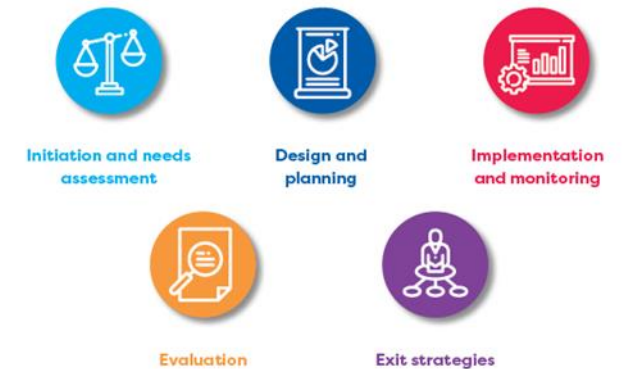 Initiation and needs
assessment
Design and
planning
Implementation
and monitoring
Evaluation
Exit strategies